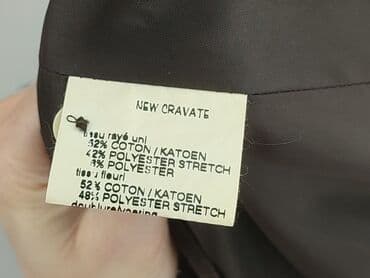 NEW CRAVATE
tissu rayé uni
52% COTON / KATOEN
42% POLYESTER STRETCH
6% POLYESTER
tissu fleuri
52% COTON / KATOEN
48% POLYESTER STRETCH